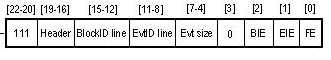 [22-20] [19-16] [15-12] [11-8] [7-4] [3] [2] [1] [0]
111 Header BlockID line EvtID line Evt size 0 BIE EIE FE